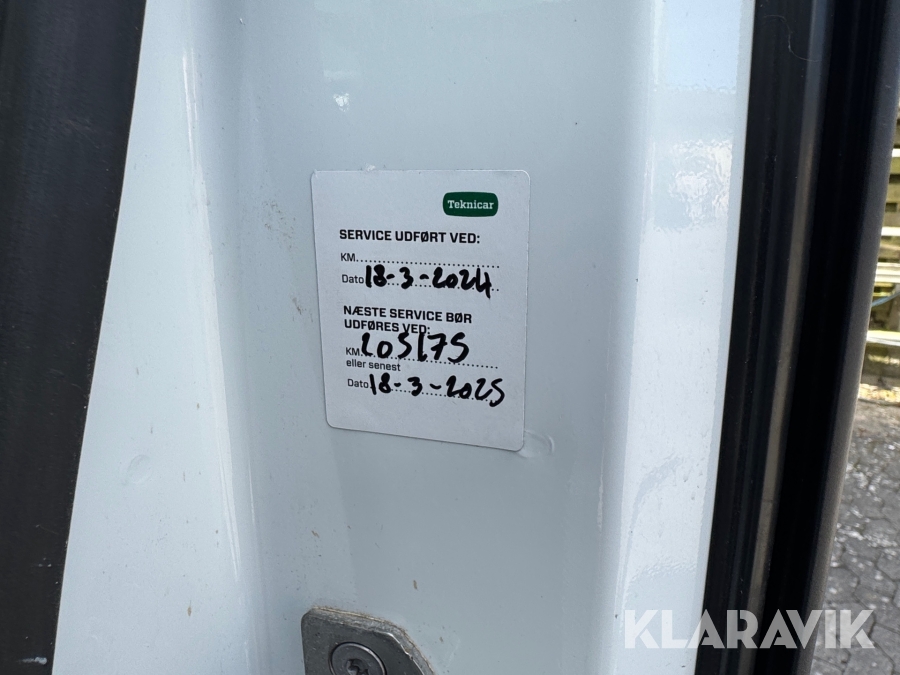 Teknicar
SERVICE UDFØRT VED:
KM
Dato 18-3-2024
NÆSTE SERVICE BØR
UDFØRES VED:
KM. 205175
eller senest
Dato 18-3-2025
KLARAVIK